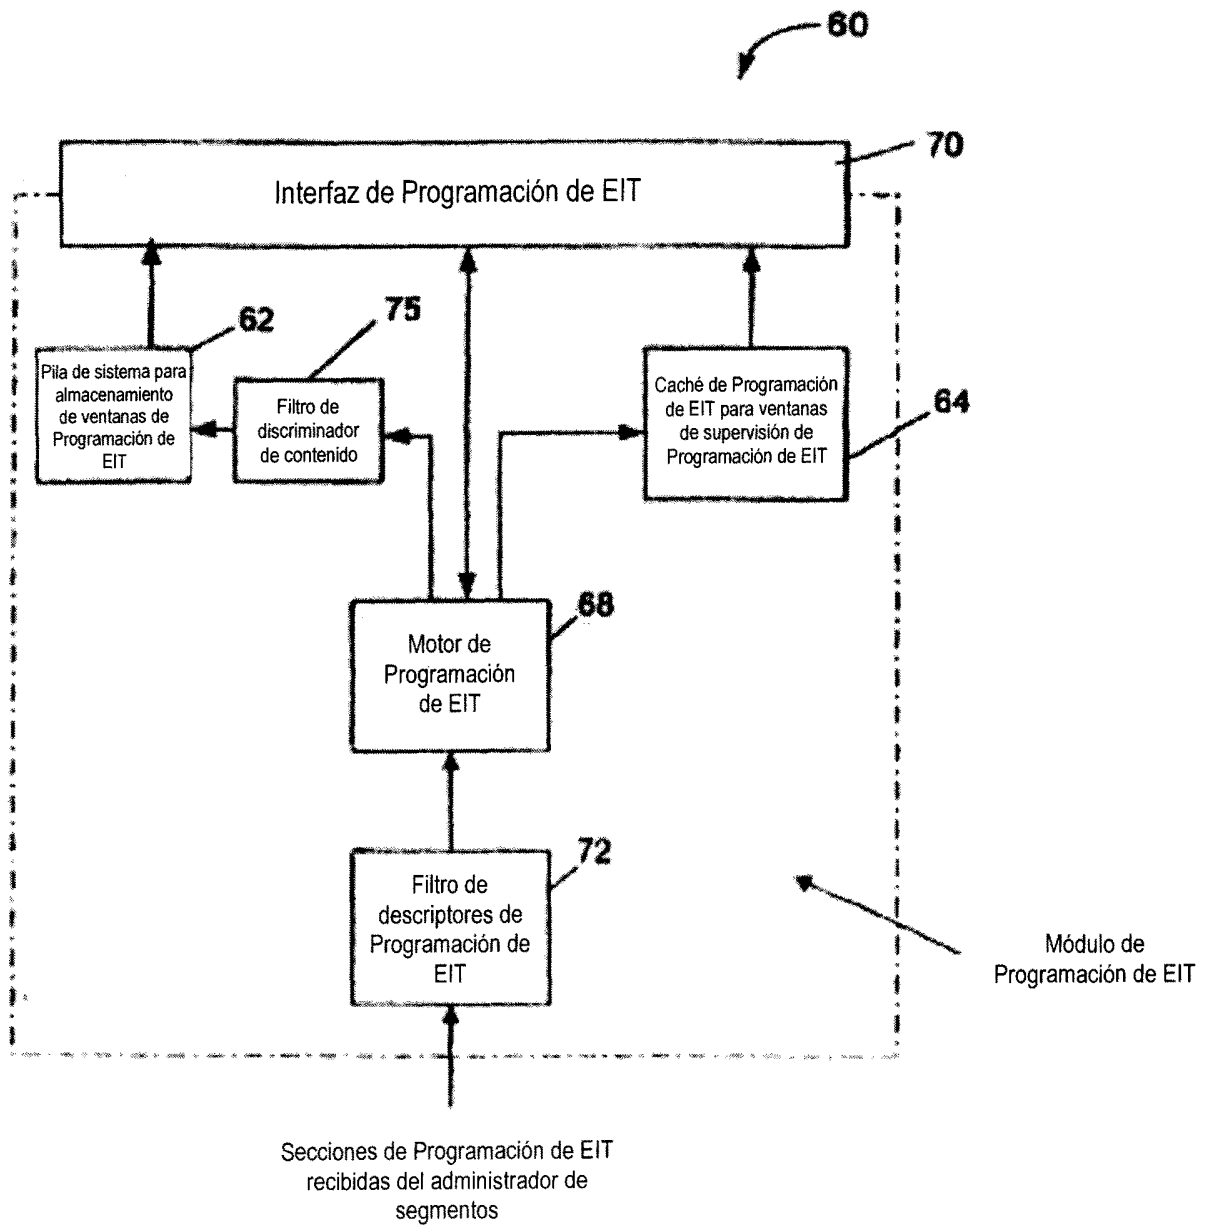 60
70
Interfaz de Programación de EIT
62
75
Pila de sistema para
almacenamiento
de ventanas de
Programación de
EIT
Filtro de
discriminador
de contenido
Caché de Programación
de EIT para ventanas
de supervisión de
Programación de EIT
64
68
Motor de
Programación
de EIT
72
Filtro de
descriptores de
Programación de
EIT
Módulo de
Programación de EIT
Secciones de Programación de EIT
recibidas del administrador de
segmentos